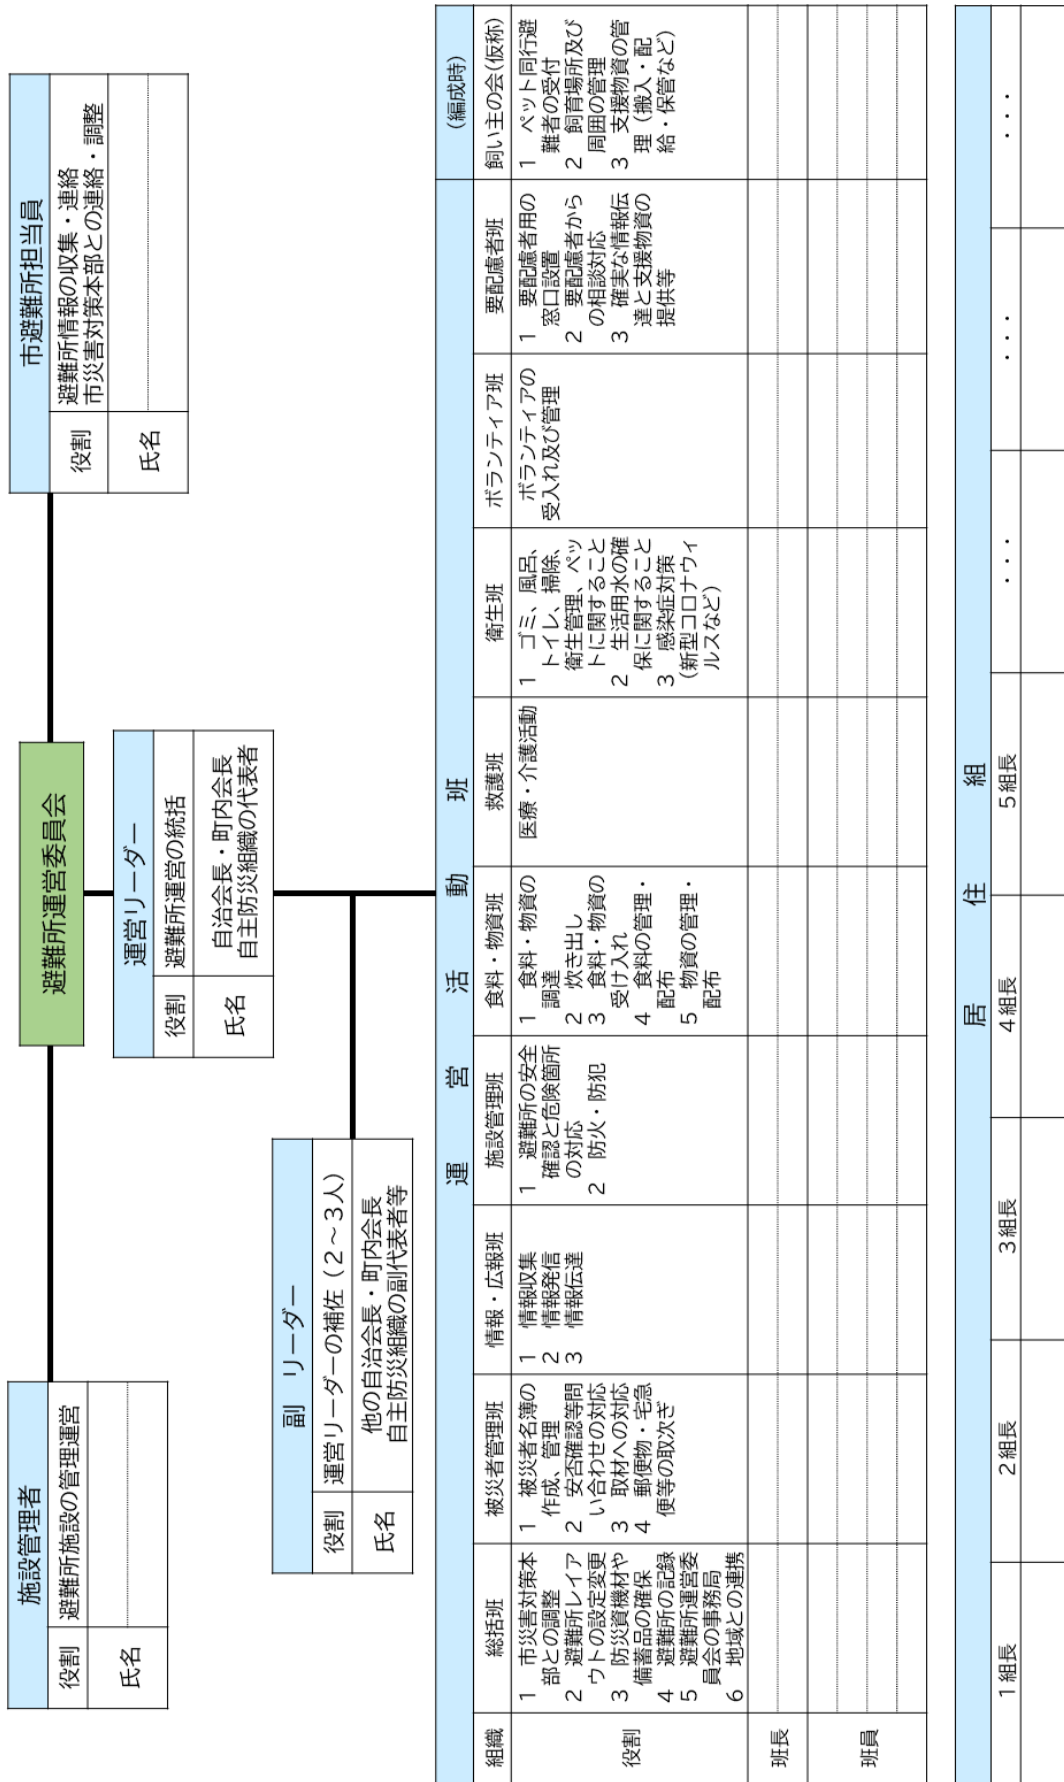 避難所運営委員会
施設管理者
役割
避難所施設の管理運営
氏名
市避難所担当員
役割
避難所情報の収集・連絡
市災害対策本部との連絡・調整
氏名
運営リーダー
役割
避難所運営の統括
氏名
自治会長・町内会長
自主防災組織の代表者
副　リーダー
役割
運営リーダーの補佐（２～３人）
氏名
他の自治会長・町内会長
自主防災組織の副代表者等
運　営　活　動　班
（編成時）
組織
総括班
被災者管理班
情報・広報班
施設管理班
食料・物資班
救護班
衛生班
ボランティア班
要配慮者班
飼い主の会(仮称)
役割
１　市災害対策本
部との調整
２　避難所レイア
ウトの設定変更
３　防災資機材や
備蓄品の確保
４　避難所の記録
５　避難所運営委
員会の事務局
６　地域との連携
１　被災者名簿の
作成、管理
２　安否確認等問
い合わせの対応
３　取材への対応
４　郵便物・宅急
便等の取次ぎ
１　情報収集
２　情報発信
３　情報伝達
１　避難所の安全
確認と危険箇所
の対応
２　防火・防犯
１　食料・物資の
調達
２　炊き出し
３　食料・物資の
受け入れ
４　食料の管理・
配布
５　物資の管理・
配布
医療・介護活動
１　ゴミ、風呂、
トイレ、掃除、
衛生管理、ペッ
トに関すること
２　生活用水の確
保に関すること
３　感染症対策
（新型コロナウィ
ルスなど）
ボランティアの
受入れ及び管理
１　要配慮者用の
窓口設置
２　要配慮者から
の相談対応
３　確実な情報伝
達と支援物資の
提供等
１　ペット同行避
難者の受付
２　飼育場所及び
周囲の管理
３　支援物資の管
理（搬入・配
給・保管など）
班長
班員
居　住　組
１組長
２組長
３組長
４組長
５組長
・・・
・・・
・・・